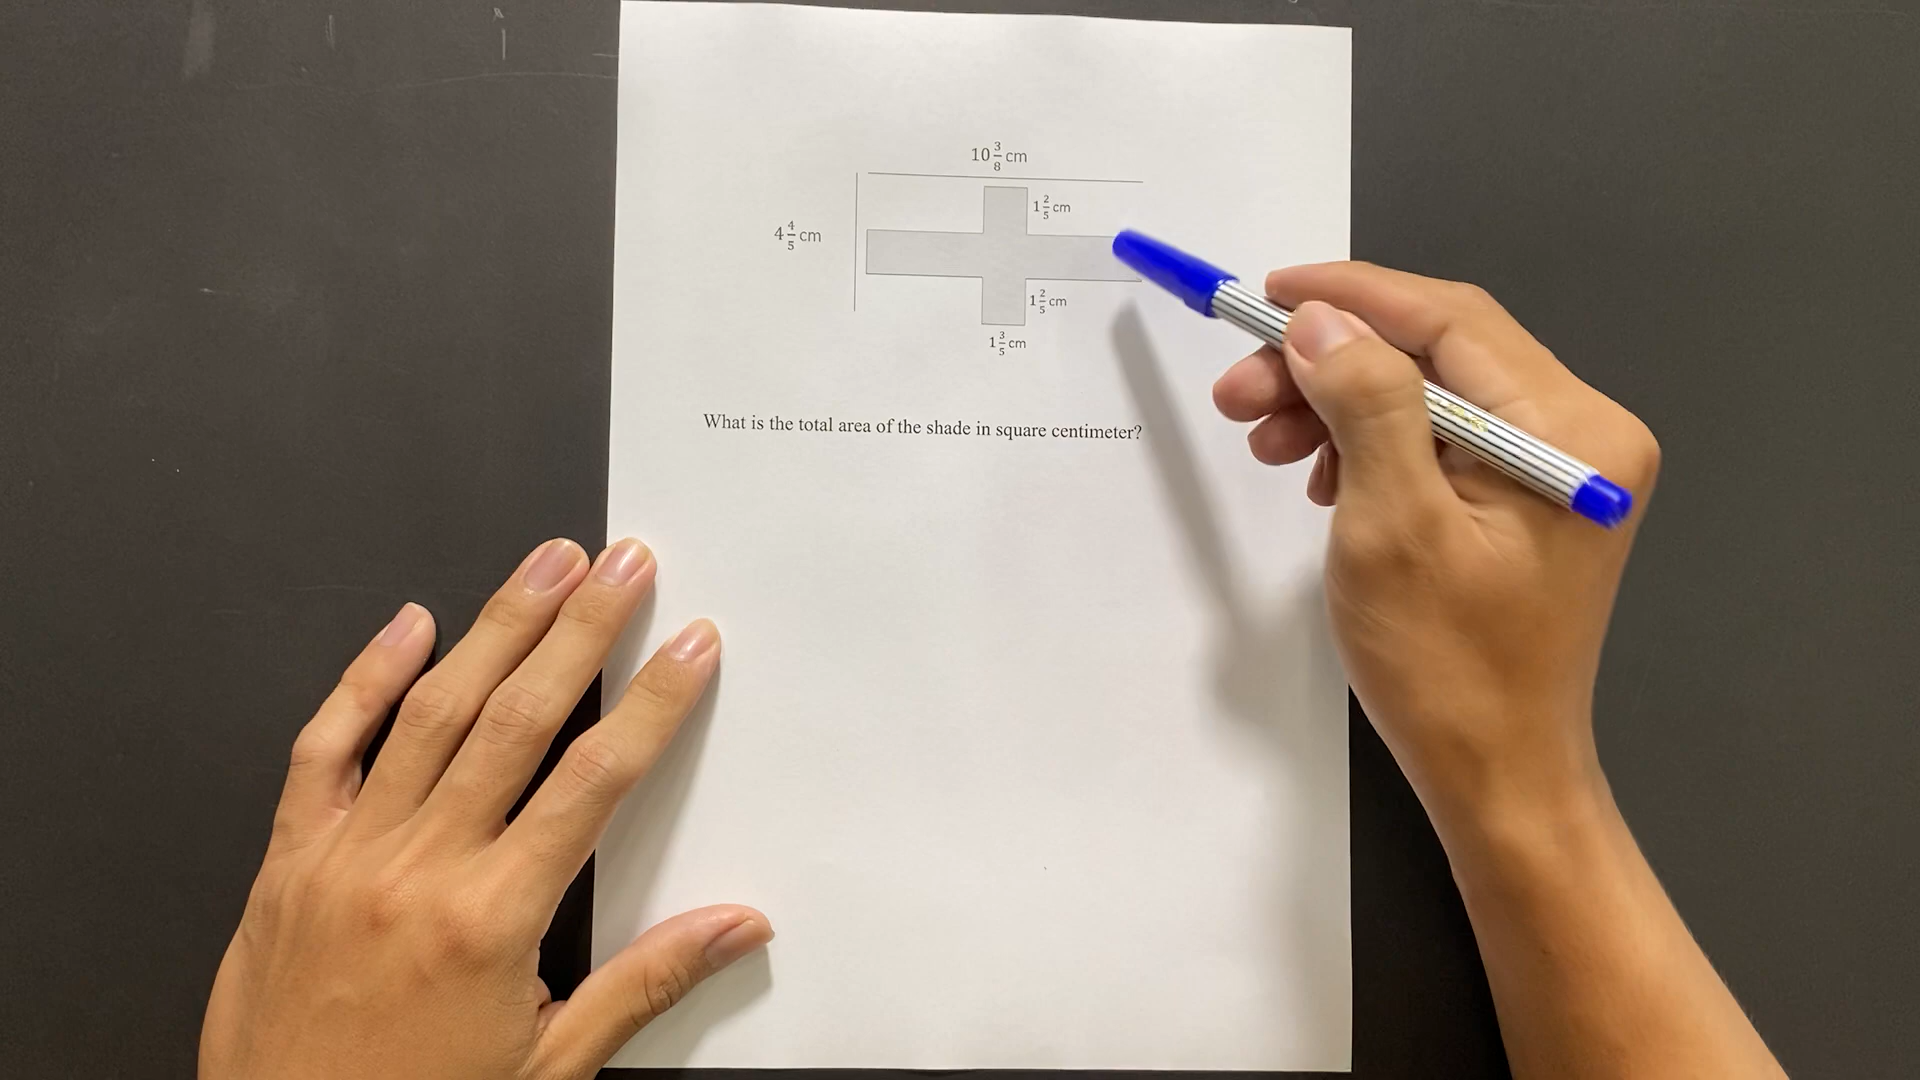 10 3/8 cm
1 2/5 cm
4 4/5 cm
1 2/5 cm
1 3/5 cm
What is the total area of the shade in square centimeter?